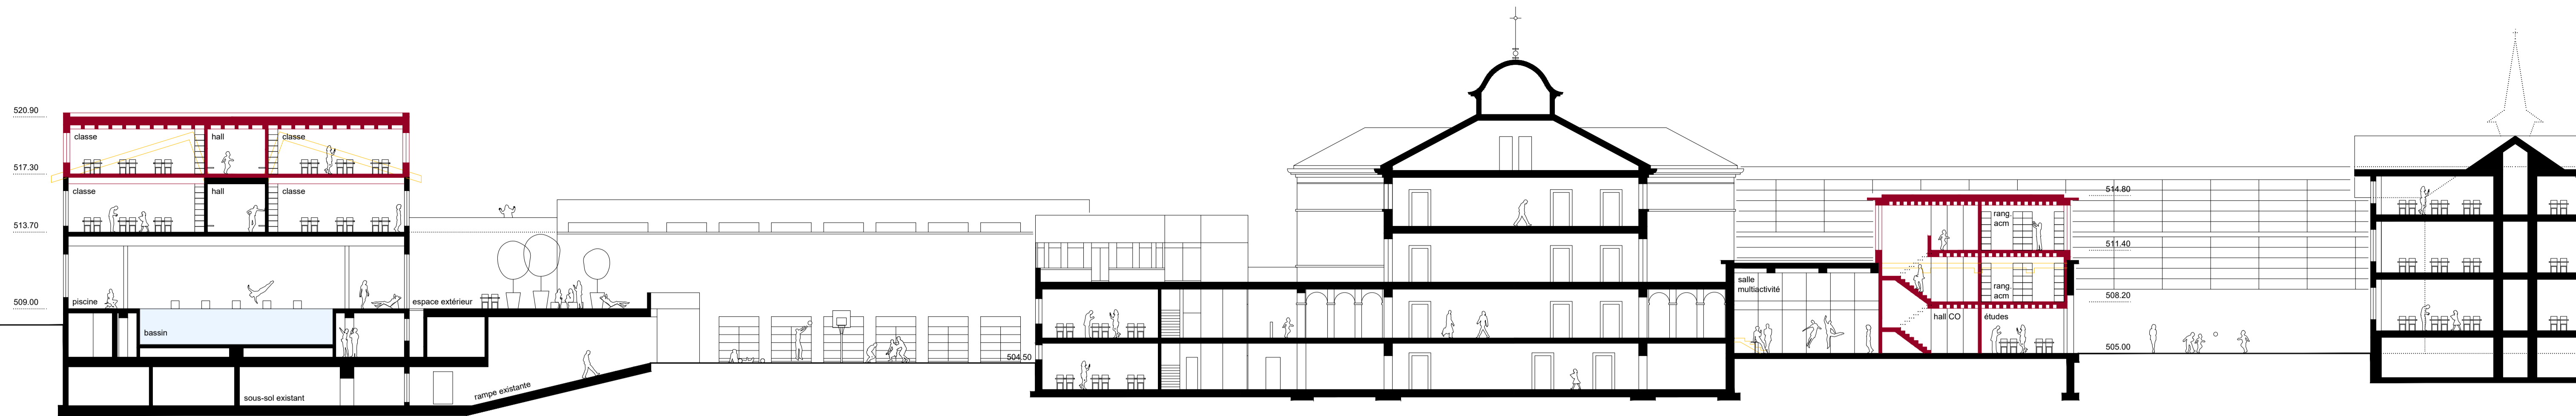 520.90
classe
hall
classe
517.30
classe
hall
classe
513.70
509.00
piscine
espace extérieur
bassin
sous-sol existant
rampe existante
504.50
salle
multiactivité
514.80
rang.
acm
511.40
rang
acm
508.20
hall CO
études
505.00